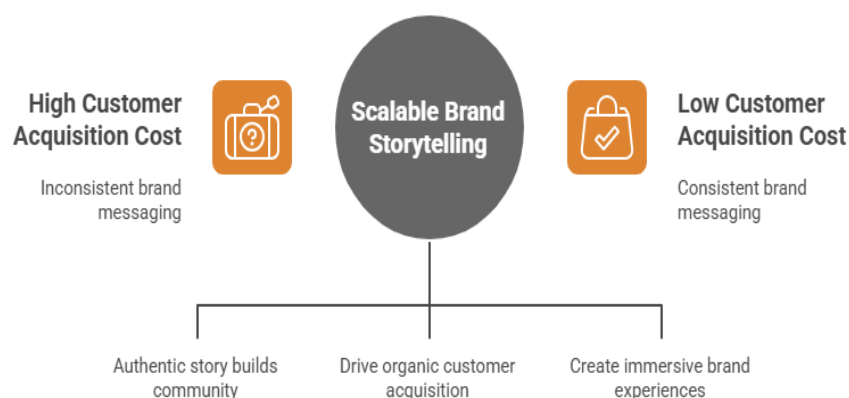 High Customer
Acquisition Cost
Inconsistent brand
messaging
?
Scalable Brand
Storytelling
Low Customer
Acquisition Cost
Consistent brand
messaging
Authentic story builds
community
Drive organic customer
acquisition
Create immersive brand
experiences